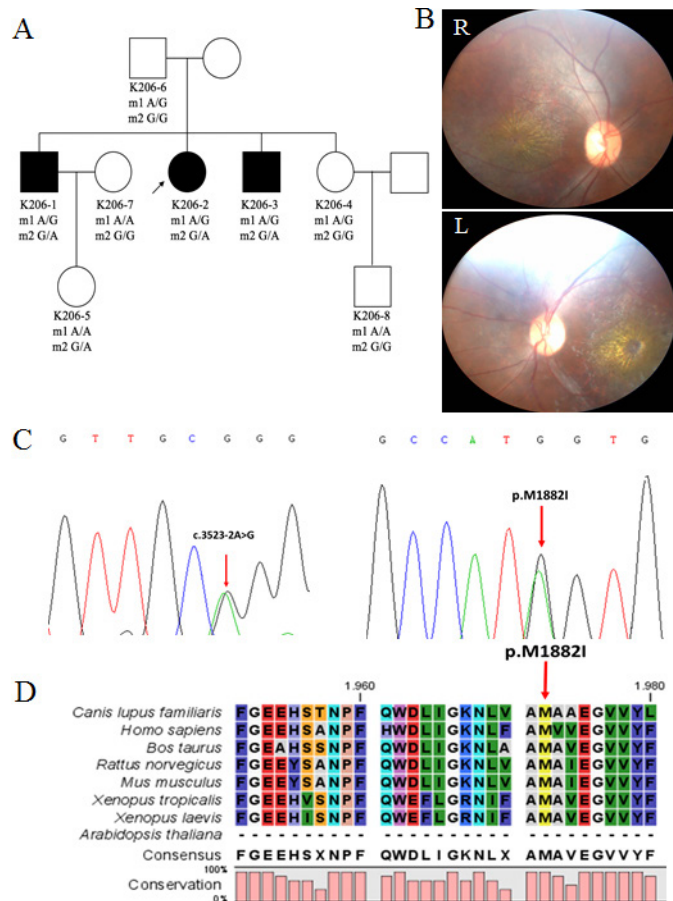 A
B
K206-6
m1 A/G
m2 G/G
K206-1
m1 A/G
m2 G/A
K206-7
m1 A/A
m2 G/G
K206-2
m1 A/G
m2 G/A
K206-3
m1 A/G
m2 G/A
K206-4
m1 A/G
m2 G/G
K206-5
m1 A/A
m2 G/A
K206-8
m1 A/A
m2 G/G
R
L
C
G T T G C G G G
c.3523-2A>G
G C C A T G G T G
p.M1882I
p.M1882I
D
1.960 1.980
Canis lupus familiaris FGEEHSTNPF QWDLIGKNLV AMAAEGVVYL
Homo sapiens FGEEHSANPF HWDLIGKNLF AMVVEGVVYF
Bos taurus FGEAHSSNPF QWDLIGKNLA AMAIEGVVYF
Rattus norvegicus FGEEYSANPF QWDLIGKNLV AMAIEGVVYF
Mus musculus FGEEYSANPF QWDLIGKNLV AMAIEGVVYF
Xenopus tropicalis FGEEHVSNPF QWEFLGRNIF AMAVEGVVYF
Xenopus laevis FGEEHISNPF QWEFLGRNIF AMAVEGVVYF
Arabidopsis thaliana - - - - - - - - - - - - - - - - - - - - - - - - - - - - - -
Consensus FGEEHSXNPF QWDLIGKNLX AMAVEGVVYF
100%
Conservation
0%